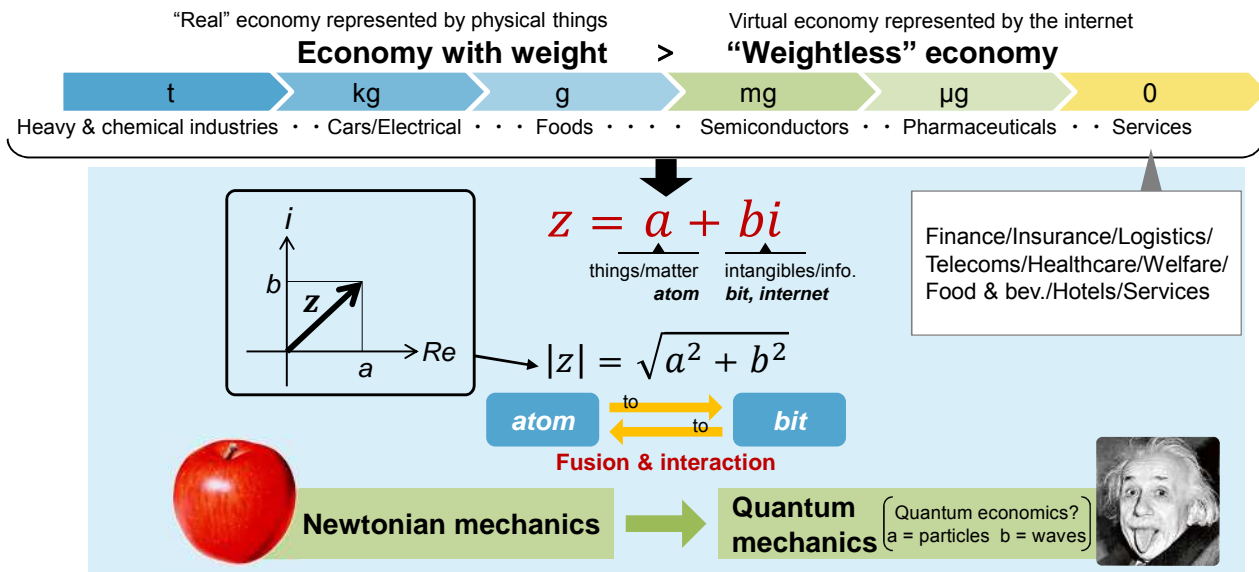 “Real” economy represented by physical things
Virtual economy represented by the internet
Economy with weight > “Weightless” economy
t kg g mg µg 0
Heavy & chemical industries ・・ Cars/Electrical ・・・ Foods ・・・・ Semiconductors ・・ Pharmaceuticals ・・ Services
z = a + bi
things/matter
atom
intangibles/info.
bit, internet
Finance/Insurance/Logistics/
Telecoms/Healthcare/Welfare/
Food & bev./Hotels/Services
i
b
z
a
Re
|z| = √a² + b²
atom
to
to
bit
Fusion & interaction
Newtonian mechanics
Quantum
mechanics
Quantum economics?
a = particles b = waves